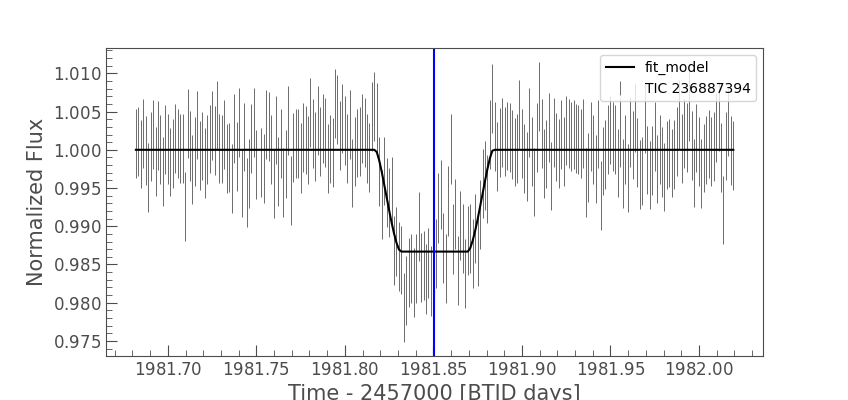 fit_model
TIC 236887394
1.010
1.005
1.000
0.995
0.990
0.985
0.980
0.975
Normalized Flux
1981.70 1981.75 1981.80 1981.85 1981.90 1981.95 1982.00
Time - 2457000 [BTJD days]